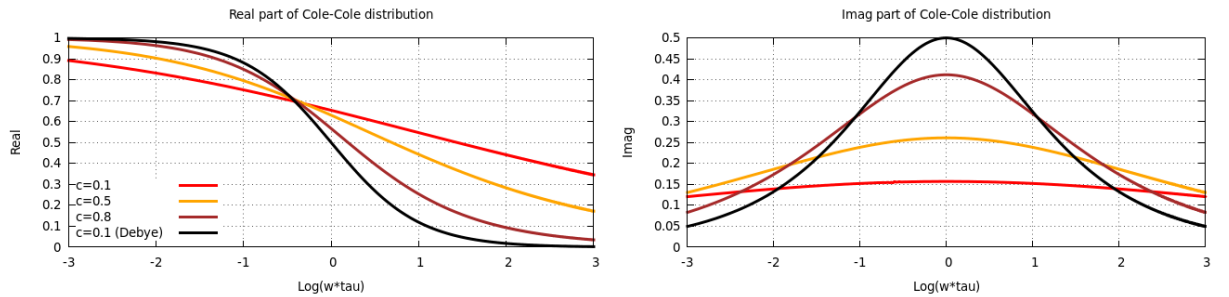 Real part of Cole-Cole distribution
1
0.9
0.8
0.7
0.6
0.5
0.4
0.3
0.2
0.1
0
Real
c=0.1
c=0.5
c=0.8
c=0.1 (Debye)
-3 -2 -1 0 1 2 3
Log(w*tau)
Imag part of Cole-Cole distribution
0.5
0.45
0.4
0.35
0.3
0.25
0.2
0.15
0.1
0.05
0
Imag
-3 -2 -1 0 1 2 3
Log(w*tau)